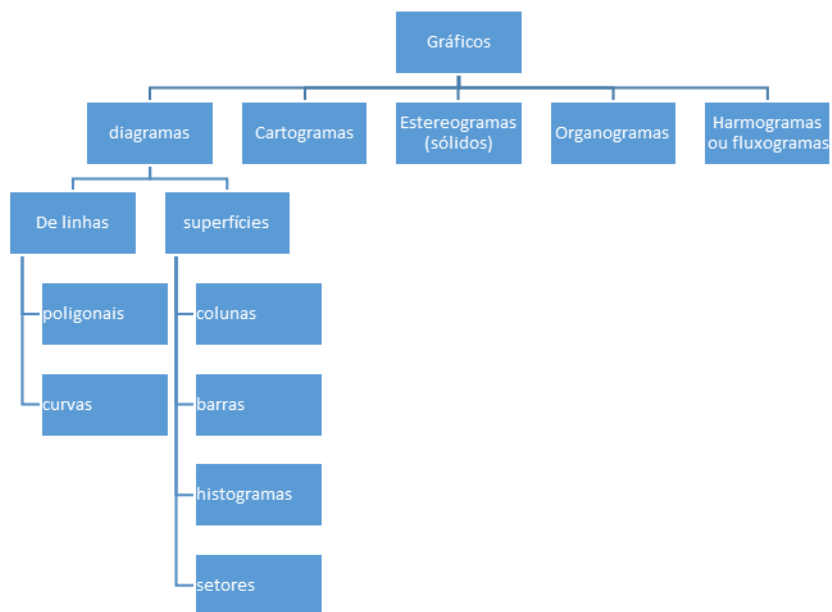 Gráficos
diagramas
Cartogramas
Estereogramas
(sólidos)
Organogramas
Harmogramas
ou fluxogramas
De linhas
superfícies
poligonais
colunas
curvas
barras
histogramas
setores